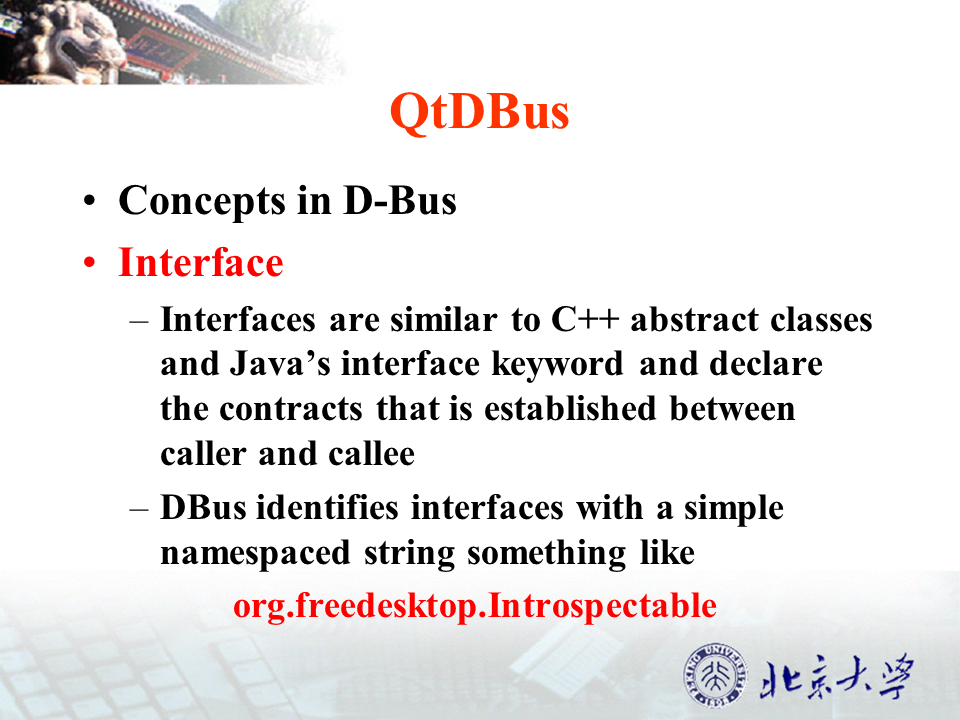 QtDBus
• Concepts in D-Bus
• Interface
– Interfaces are similar to C++ abstract classes
and Java’s interface keyword and declare
the contracts that is established between
caller and callee
– DBus identifies interfaces with a simple
namespaced string something like
org.freedesktop.Introspectable
PEKING UNIVERSITY
1898
北京大学